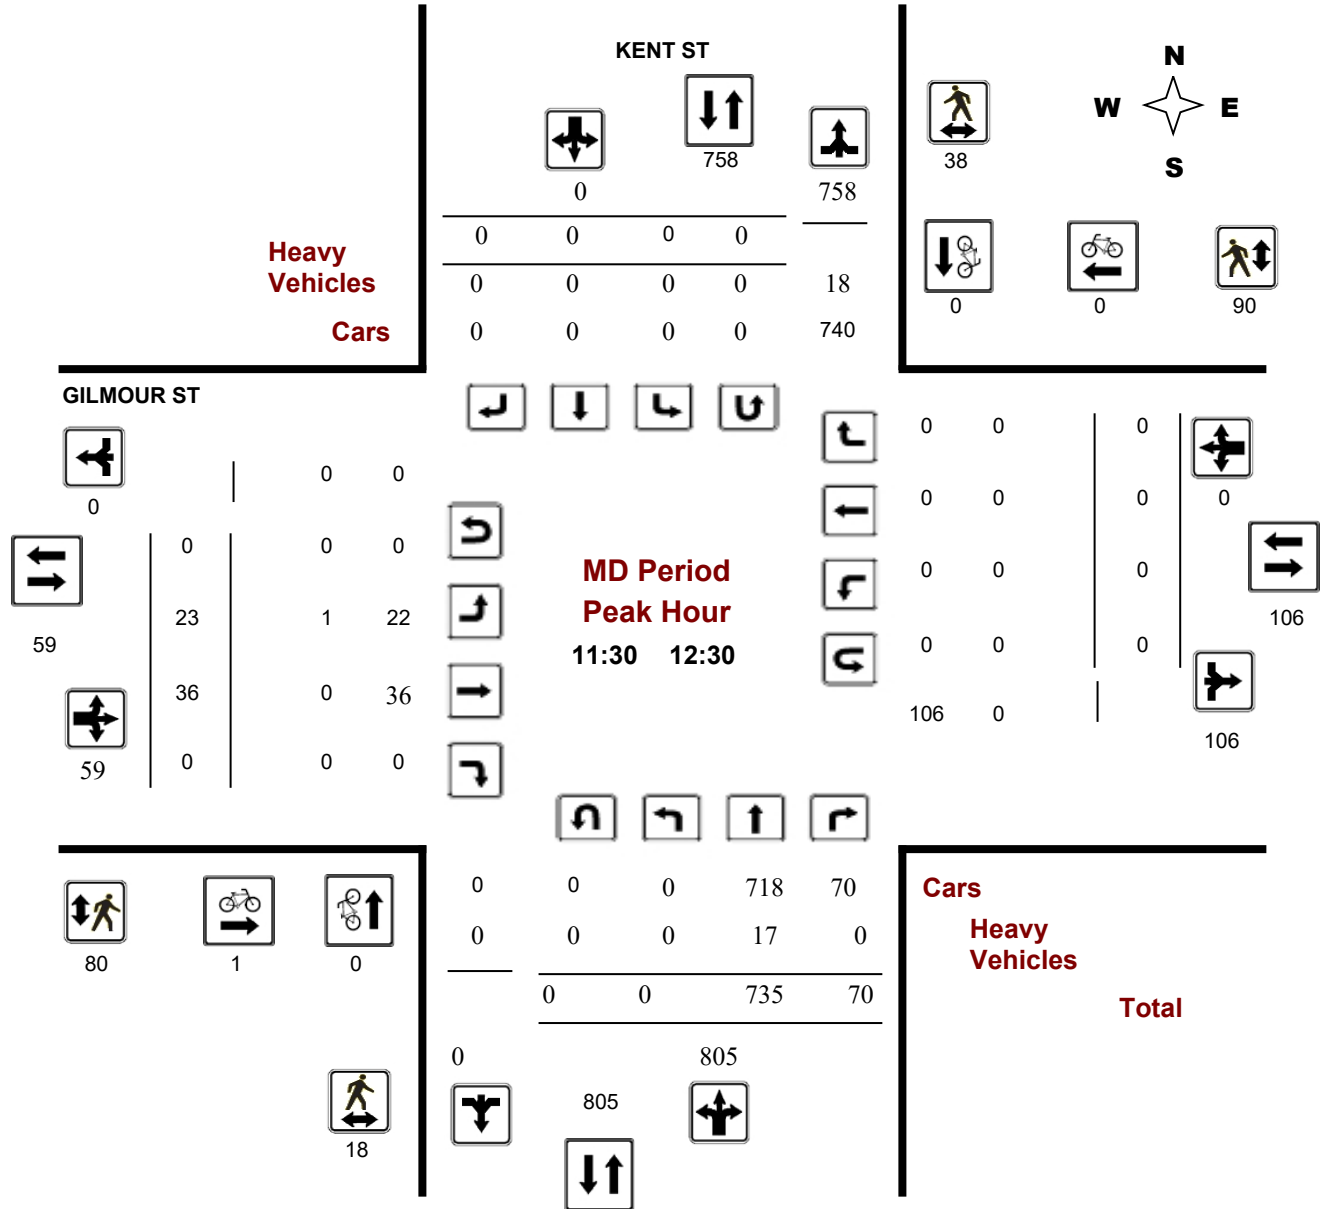 KENT ST
N
W E
S
758
38
0
758
0 0 0 0
Heavy
Vehicles
0 0 0 0 18
0 0 90
Cars
0 0 0 0 740
GILMOUR ST
0 0 0
0 0
0
0 0 0 0
0 0 0
MD Period
0 0 0
Peak Hour
23 1 22
106
59
11:30 12:30
0 0 0
36 0 36
106 0
106
59
0 0 0
0 0 0 718 70
Cars
0 0 0 17 0
Heavy
Vehicles
80 1 0
0 0 735 70
Total
0 805
805
18